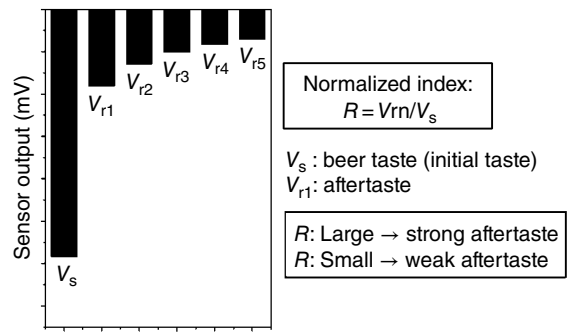 Sensor output (mV)
Vs
Vr1
Vr2
Vr3
Vr4
Vr5
Normalized index:
R = Vrn/Vs
Vs : beer taste (initial taste)
Vr1: aftertaste
R: Large → strong aftertaste
R: Small → weak aftertaste